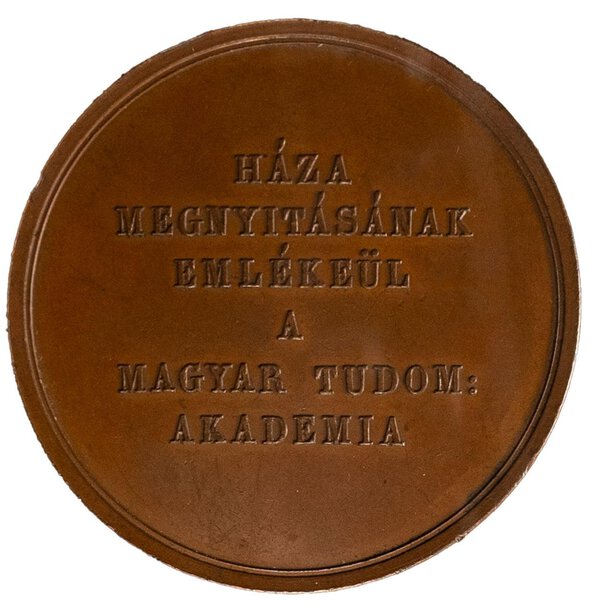 HÁZA
MEGNYITÁSÁNAK
EMLÉKEÜL
A
MAGYAR TUDOM:
AKADEMIA